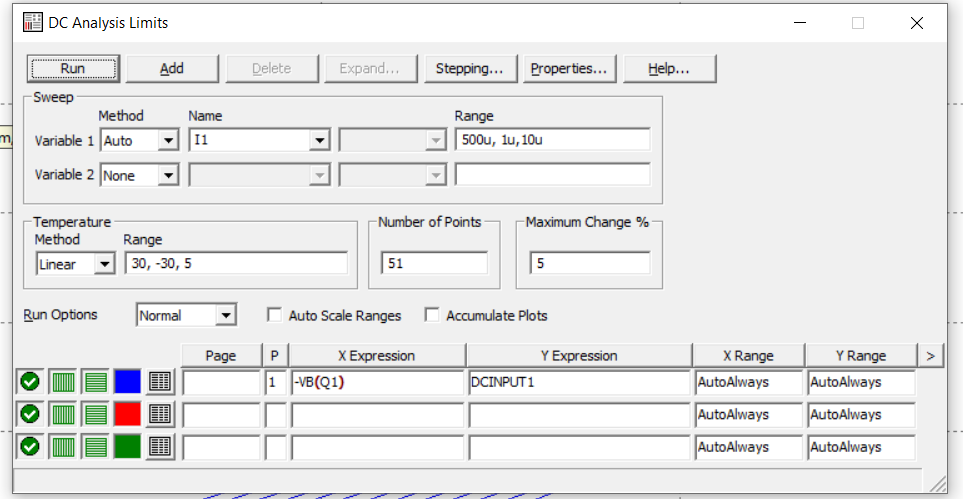 DC Analysis Limits
Run Add Delete Expand... Stepping... Properties... Help...
Sweep
Method Name Range
Variable 1 Auto I1 500u, 1u,10u
Variable 2 None
Temperature Number of Points Maximum Change %
Method Range
Linear 30, -30, 5 51 5
Run Options Normal Auto Scale Ranges Accumulate Plots
Page P X Expression Y Expression X Range Y Range >
1 -VB(Q1) DCINPUT1 AutoAlways AutoAlways
AutoAlways AutoAlways
AutoAlways AutoAlways